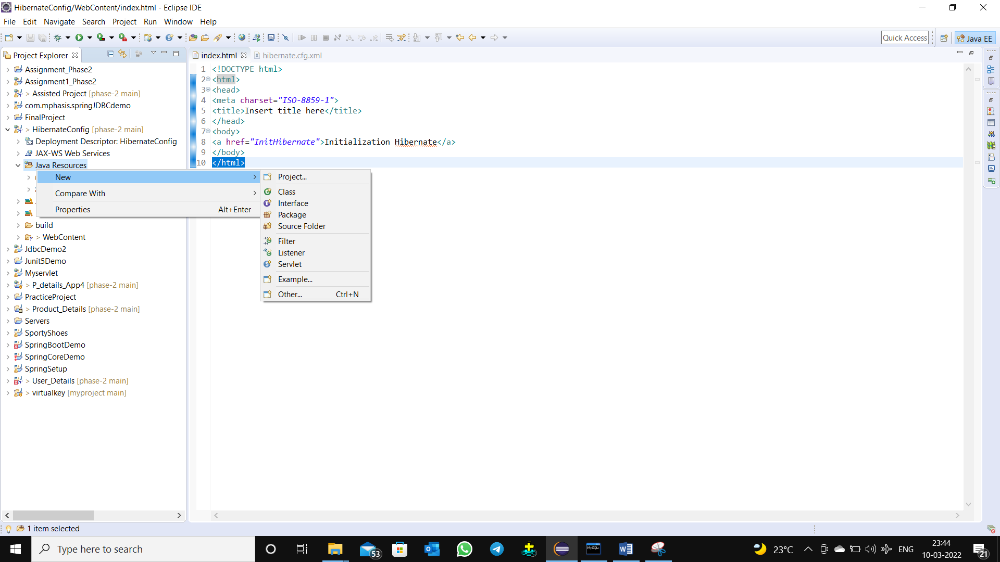 HibernateConfig/WebContent/index.html - Eclipse IDE
File Edit Navigate Search Project Run Window Help
Quick Access
Java EE
Project Explorer
Assignment_Phase2
Assignment1_Phase2
> Assisted Project [phase-2 main]
com.mphasis.springJDBCdemo
FinalProject
> HibernateConfig [phase-2 main]
Deployment Descriptor: HibernateConfig
JAX-WS Web Services
Java Resources
build
> WebContent
JdbcDemo2
Junit5Demo
Myservlet
> P_details_App4 [phase-2 main]
PracticeProject
> Product_Details [phase-2 main]
Servers
SportyShoes
SpringBootDemo
SpringCoreDemo
SpringSetup
> User_Details [phase-2 main]
> virtualkey [myproject main]
New
Compare With
Properties Alt+Enter
Project...
Class
Interface
Package
Source Folder
Filter
Listener
Servlet
Example...
Other... Ctrl+N
index.html hibernate.cfg.xml
1 <!DOCTYPE html>
2 <html>
3 <head>
4 <meta charset="ISO-8859-1">
5 <title>Insert title here</title>
6 </head>
7 <body>
8 <a href="InitHibernate">Initialization Hibernate</a>
9 </body>
10 </html>
1 item selected
Type here to search
53
MySQL
23°C
ENG
23:44
10-03-2022
21